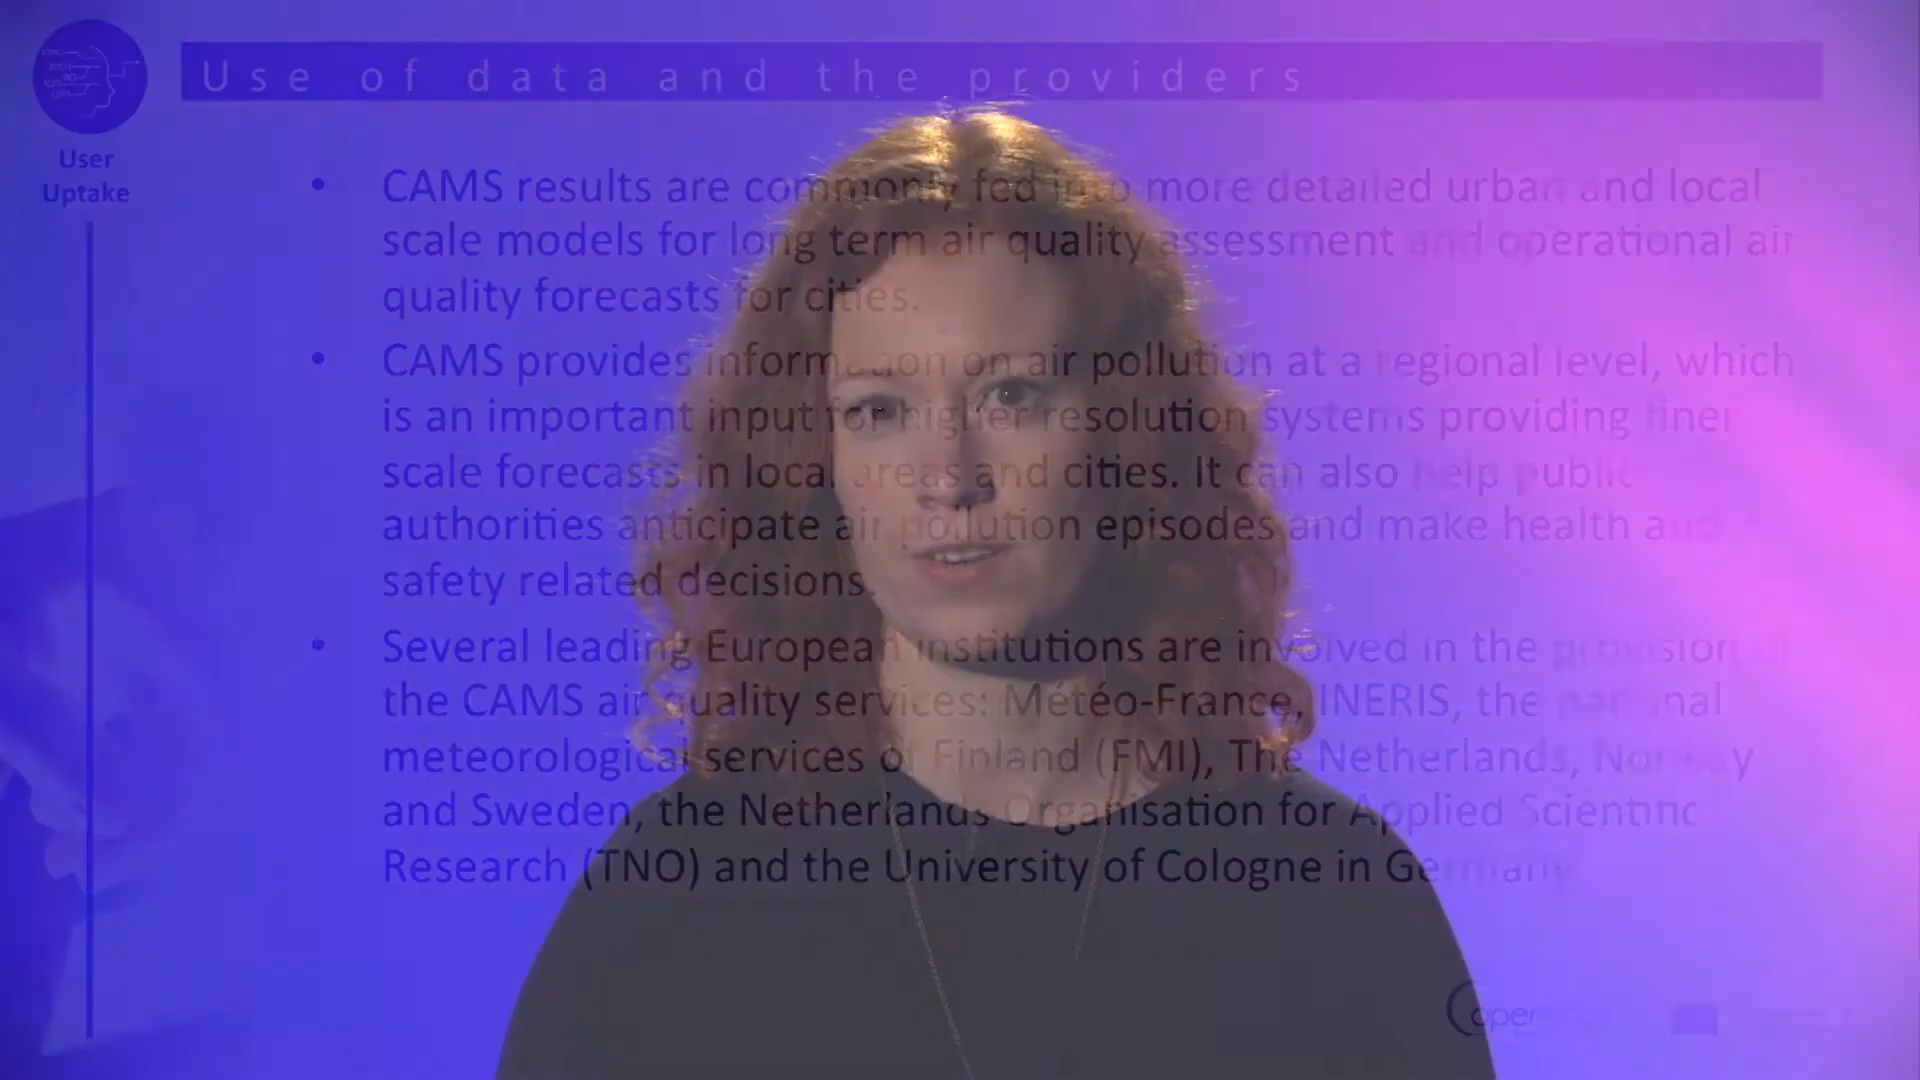 Use of data and the providers
User
Uptake
• CAMS results are commonly fed into more detailed urban and local
scale models for long term air quality assessment and operational air
quality forecasts for cities.
• CAMS provides information on air pollution at a regional level, which
is an important input for higher resolution systems providing finer
scale forecasts in local areas and cities. It can also help public
authorities anticipate air pollution episodes and make health and
safety related decisions.
• Several leading European institutions are involved in the provision of
the CAMS air quality services: Météo-France, INERIS, the national
meteorological services of Finland (FMI), The Netherlands, Norway
and Sweden, the Netherlands Organisation for Applied Scientific
Research (TNO) and the University of Cologne in Germany